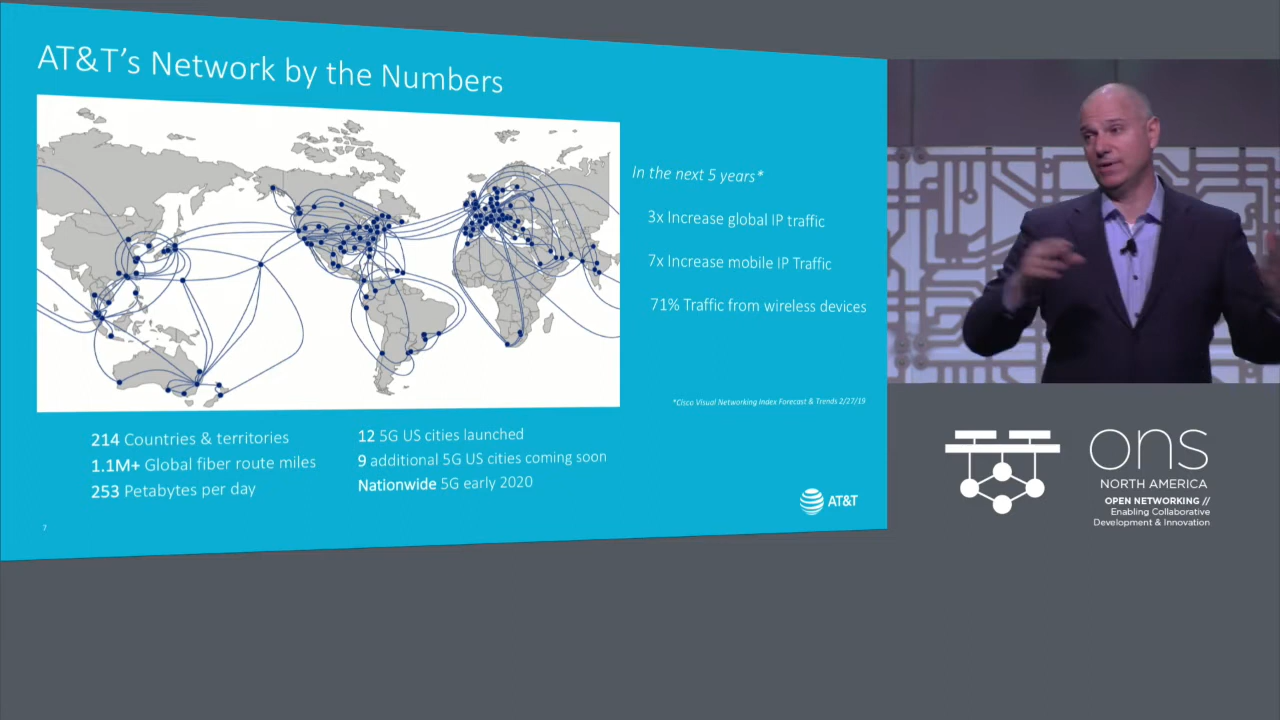 AT&T's Network by the Numbers
In the next 5 years*
3x Increase global IP traffic
7x Increase mobile IP Traffic
71% Traffic from wireless devices
*Cisco Visual Networking Index Forecast & Trends 2/27/19
214 Countries & territories
1.1M+ Global fiber route miles
253 Petabytes per day
12 5G US cities launched
9 additional 5G US cities coming soon
Nationwide 5G early 2020
AT&T
7
ons
NORTH AMERICA
OPEN NETWORKING //
Enabling Collaborative
Development & Innovation